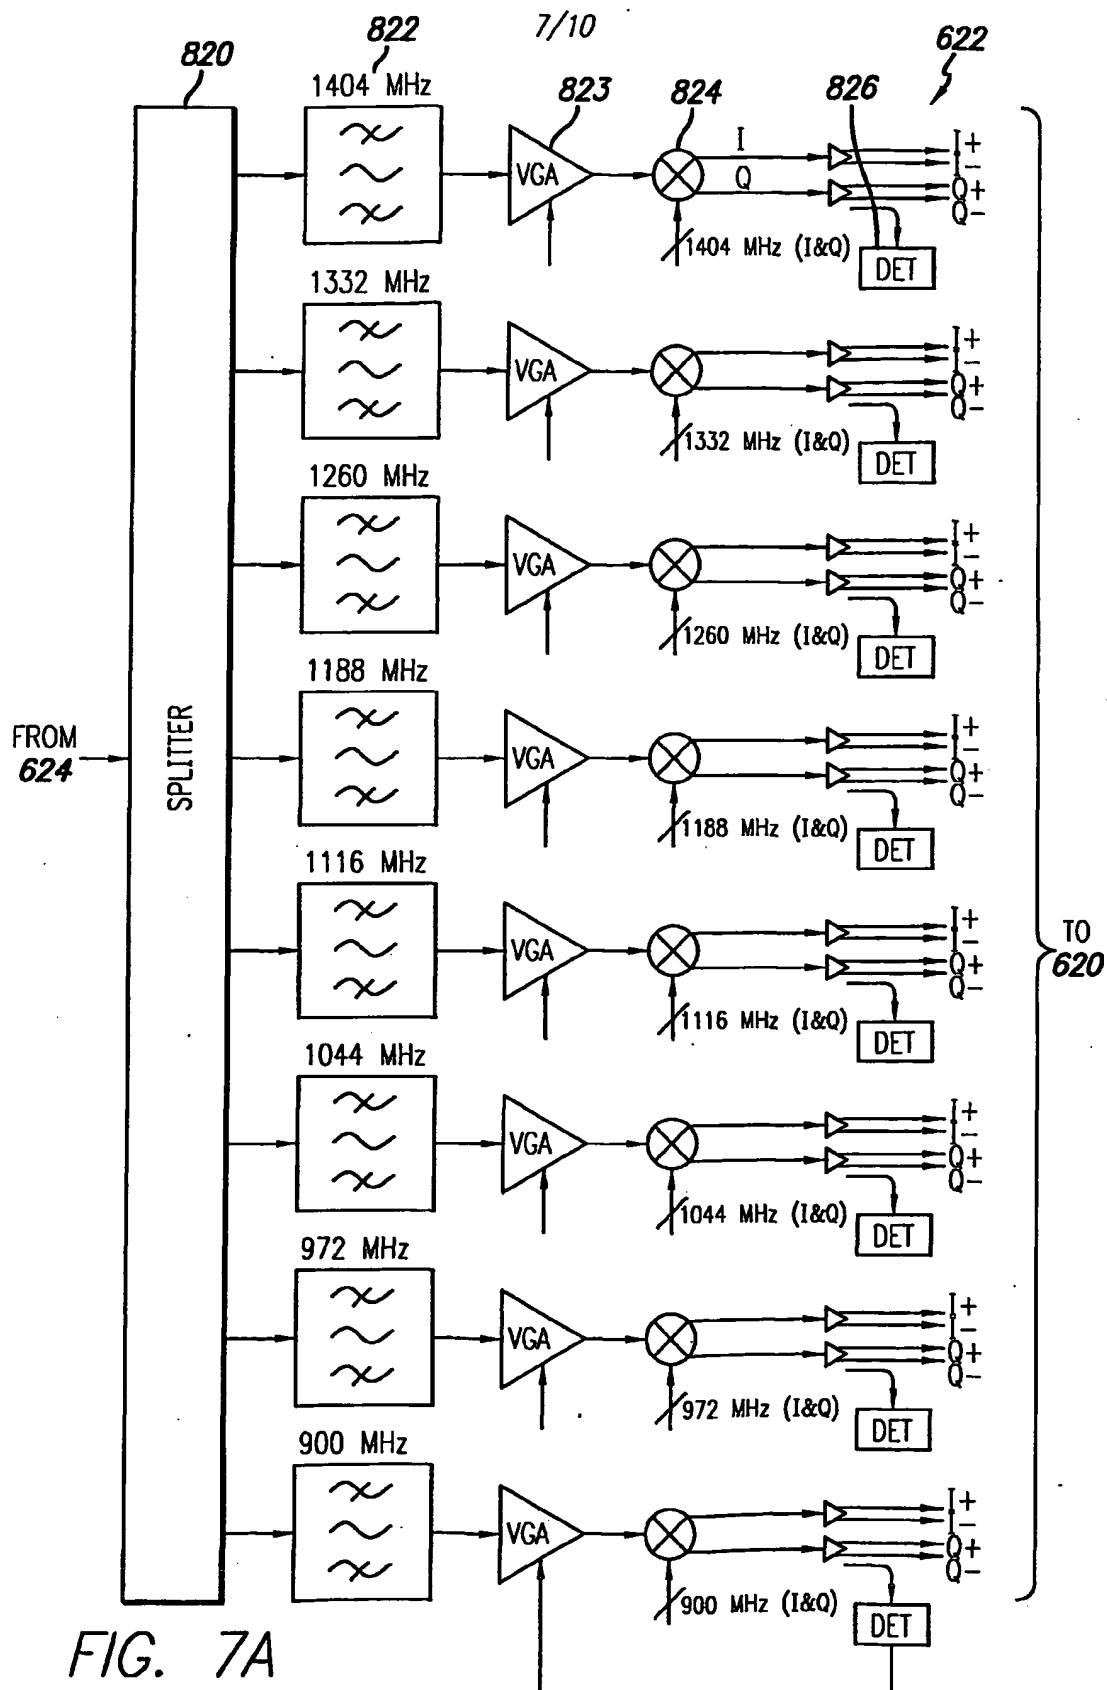 7/10
820
822
823
824
826
622
1404 MHz
VGA
I
Q
I+
I-
Q+
Q-
1404 MHz (I&Q)
DET
1332 MHz
VGA
I+
I-
Q+
Q-
1332 MHz (I&Q)
DET
1260 MHz
VGA
I+
I-
Q+
Q-
1260 MHz (I&Q)
DET
1188 MHz
FROM
624
SPLITTER
VGA
I+
I-
Q+
Q-
1188 MHz (I&Q)
DET
1116 MHz
VGA
I+
I-
Q+
Q-
TO
620
1116 MHz (I&Q)
DET
1044 MHz
VGA
I+
I-
Q+
Q-
1044 MHz (I&Q)
DET
972 MHz
VGA
I+
I-
Q+
Q-
972 MHz (I&Q)
DET
900 MHz
VGA
I+
I-
Q+
Q-
900 MHz (I&Q)
DET
FIG. 7A